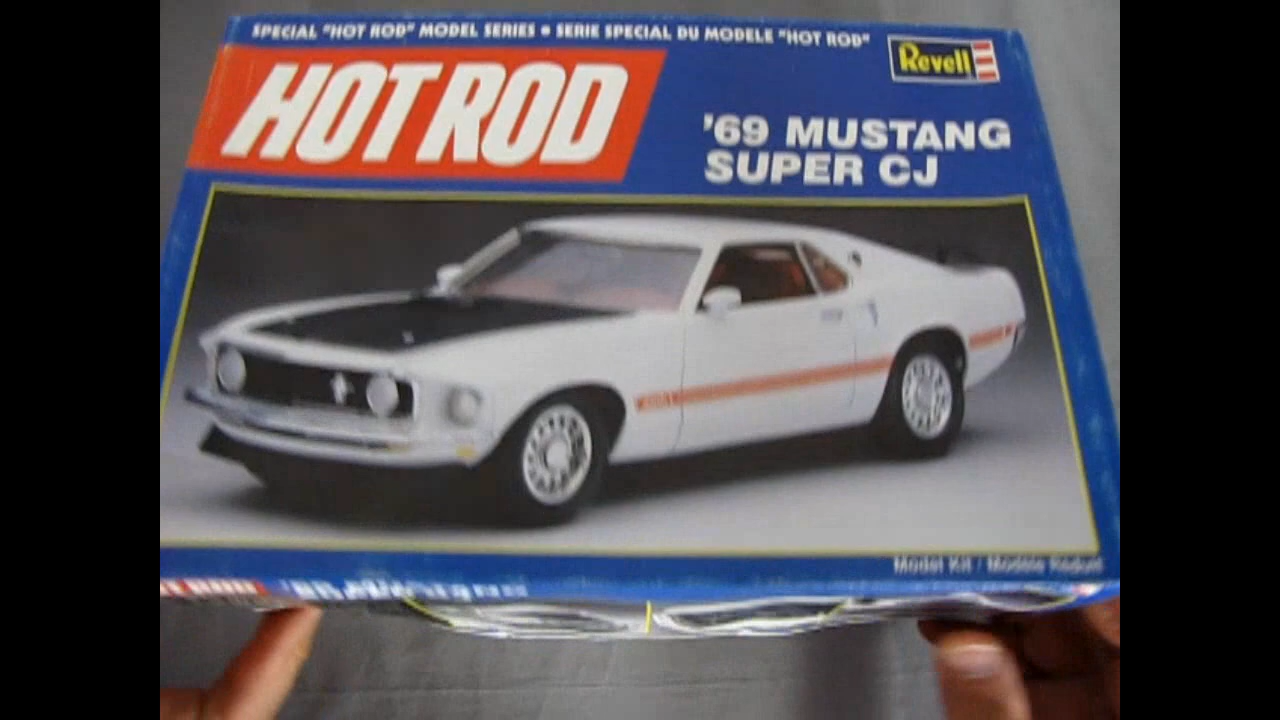 SPECIAL "HOT ROD" MODEL SERIES • SERIE SPECIAL DU MODELE "HOT ROD"
Revell
HOT ROD
'69 MUSTANG
SUPER CJ
Model Kit / Modèle Réduit